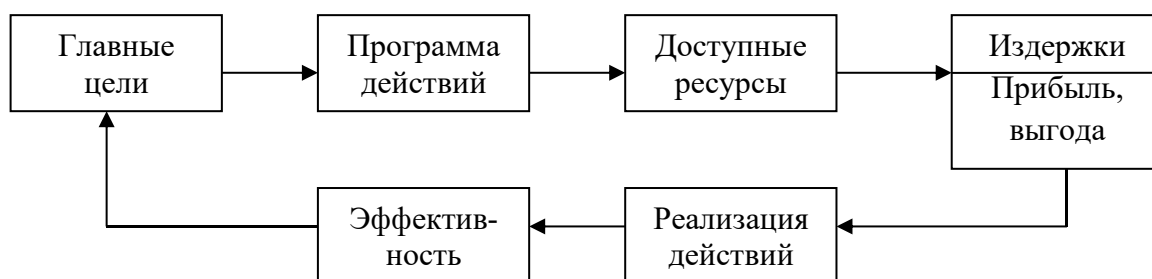 Главные
цели
Программа
действий
Доступные
ресурсы
Издержки
Прибыль,
выгода
Эффектив-
ность
Реализация
действий